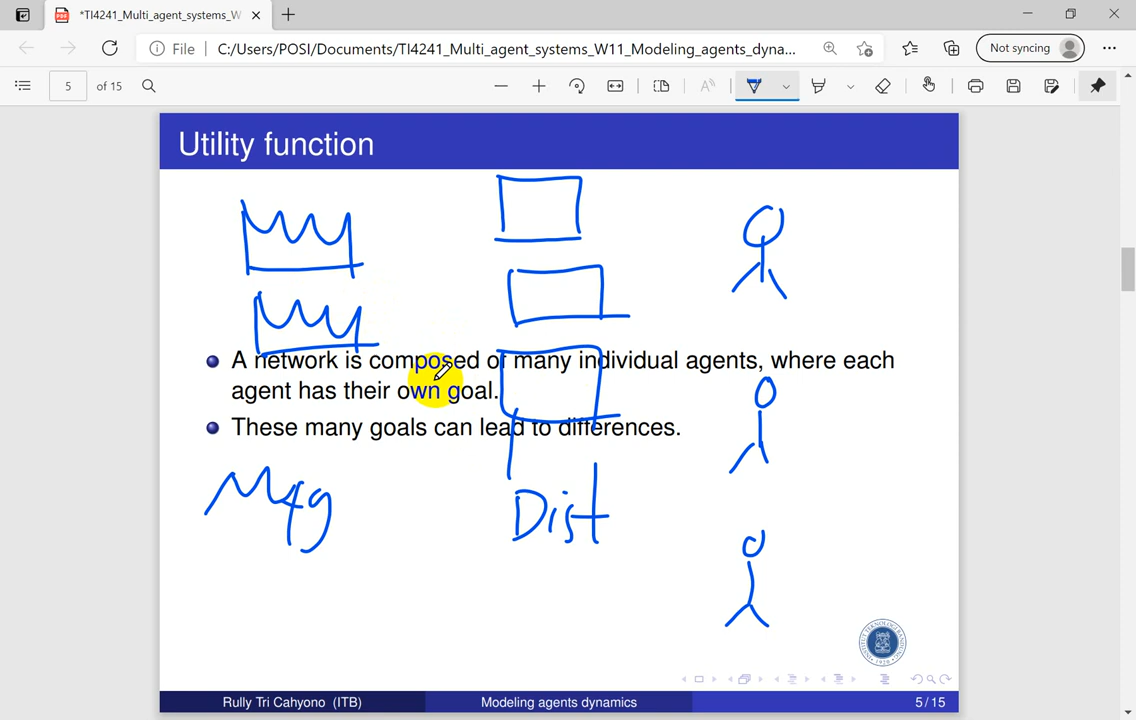 *TI4241_Multi_agent_systems_W
File
C:/Users/POSI/Documents/TI4241_Multi_agent_systems_W11_Modeling_agents_dyna...
Not syncing
5 of 15
Utility function
A network is composed of many individual agents, where each
agent has their own goal.
These many goals can lead to differences.
Mfg
Dist
Rully Tri Cahyono (ITB)
Modeling agents dynamics
5 / 15